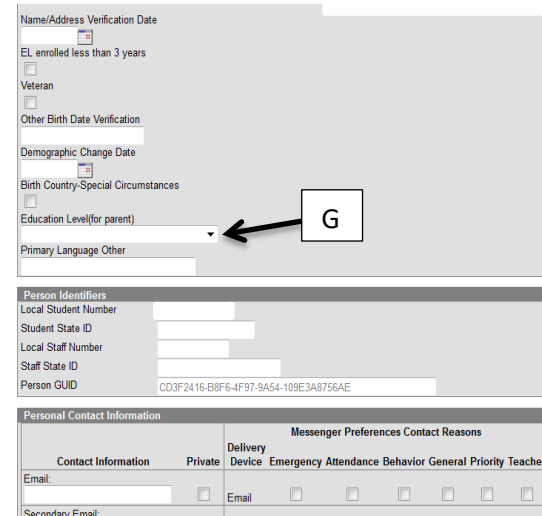 Name/Address Verification Date
EL enrolled less than 3 years
Veteran
Other Birth Date Verification
Demographic Change Date
Birth Country-Special Circumstances
Education Level(for parent)
G
Primary Language Other
Person Identifiers
Local Student Number
Student State ID
Local Staff Number
Staff State ID
Person GUID CD3F2416-B8F6-4F97-9A54-109E3A8756AE
Personal Contact Information
Messenger Preferences Contact Reasons
Delivery
Contact Information Private Device Emergency Attendance Behavior General Priority Teache
Email:
Email
Secondary Email: